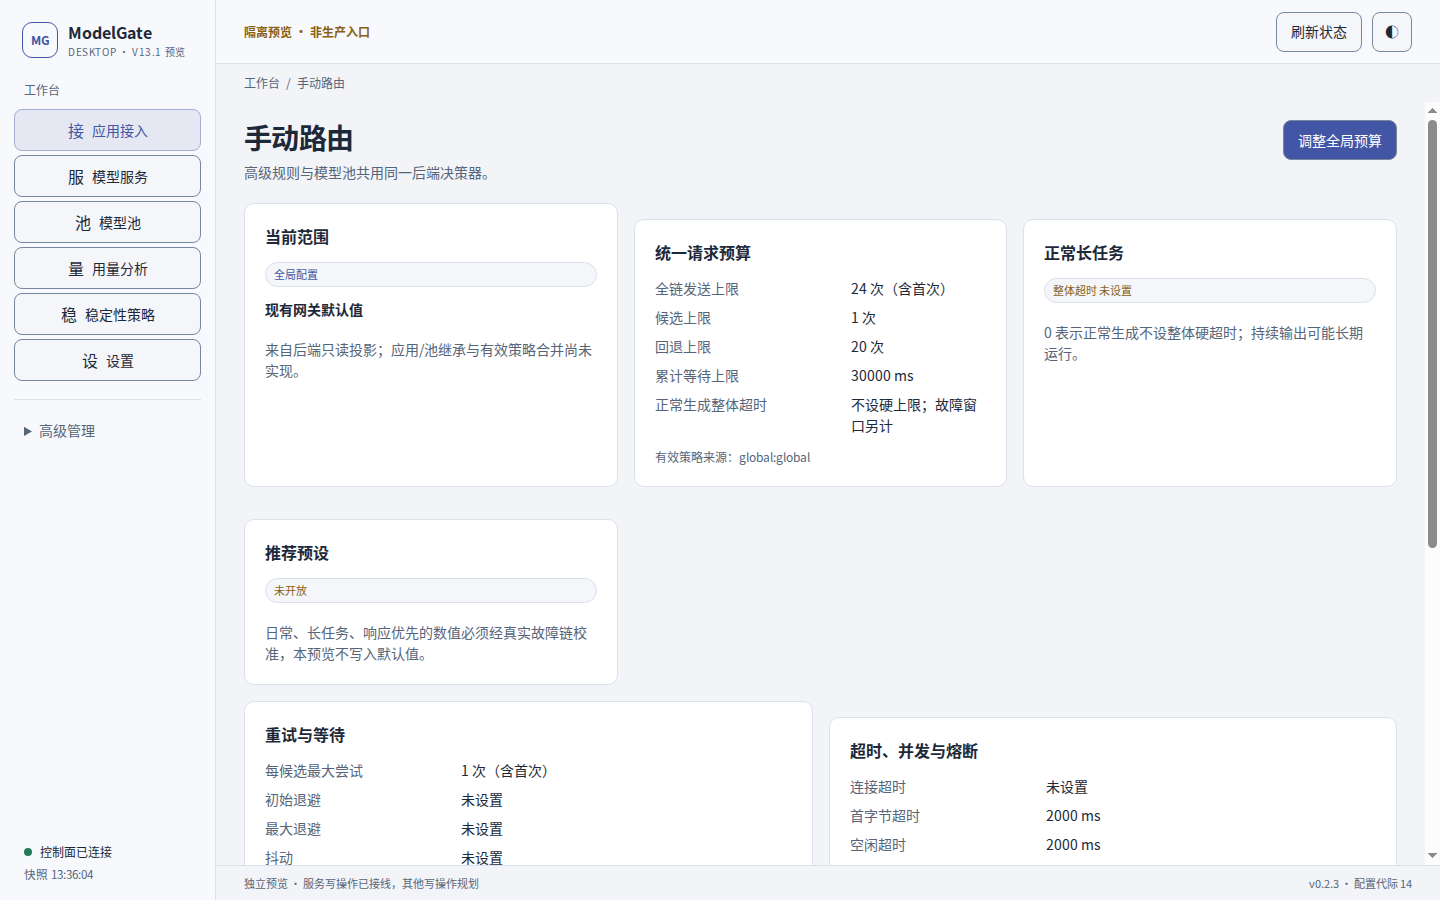 MG
ModelGate
DESKTOP · V13.1 预览
工作台
接 应用接入
服 模型服务
池 模型池
量 用量分析
稳 稳定性策略
设 设置
▶ 高级管理
控制面已连接
快照 13:36:04
隔离预览 · 非生产入口
刷新状态
工作台 / 手动路由
手动路由
高级规则与模型池共用同一后端决策器。
调整全局预算
当前范围
全局配置
现有网关默认值
来自后端只读投影；应用/池继承与有效策略合并尚未
实现。
统一请求预算
全链发送上限 24 次（含首次）
候选上限 1 次
回退上限 20 次
累计等待上限 30000 ms
正常生成整体超时 不设硬上限；故障窗
口另计
有效策略来源：global:global
正常长任务
整体超时 未设置
0 表示正常生成不设整体硬超时；持续输出可能长期
运行。
推荐预设
未开放
日常、长任务、响应优先的数值必须经真实故障链校
准，本预览不写入默认值。
重试与等待
每候选最大尝试 1 次（含首次）
初始退避 未设置
最大退避 未设置
抖动 未设置
超时、并发与熔断
连接超时 未设置
首字节超时 2000 ms
空闲超时 2000 ms
独立预览 · 服务写操作已接线，其他写操作规划
v0.2.3 · 配置代际 14